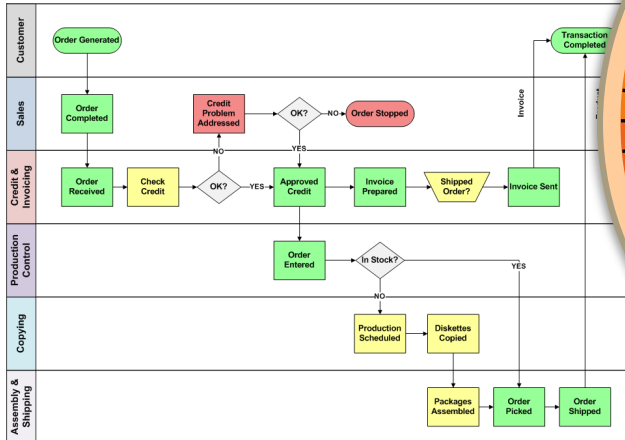 Customer
Order Generated
Transaction
Completed
Sales
Order
Completed
Credit
Problem
Addressed
OK?
NO
Order Stopped
Invoice
YES
NO
Credit &
Invoicing
Order
Received
Check
Credit
OK?
YES
Approved
Credit
Invoice
Prepared
Shipped
Order?
Invoice Sent
Production
Control
Order
Entered
In Stock?
YES
NO
Copying
Production
Scheduled
Diskettes
Copied
Assembly &
Shipping
Packages
Assembled
Order
Picked
Order
Shipped